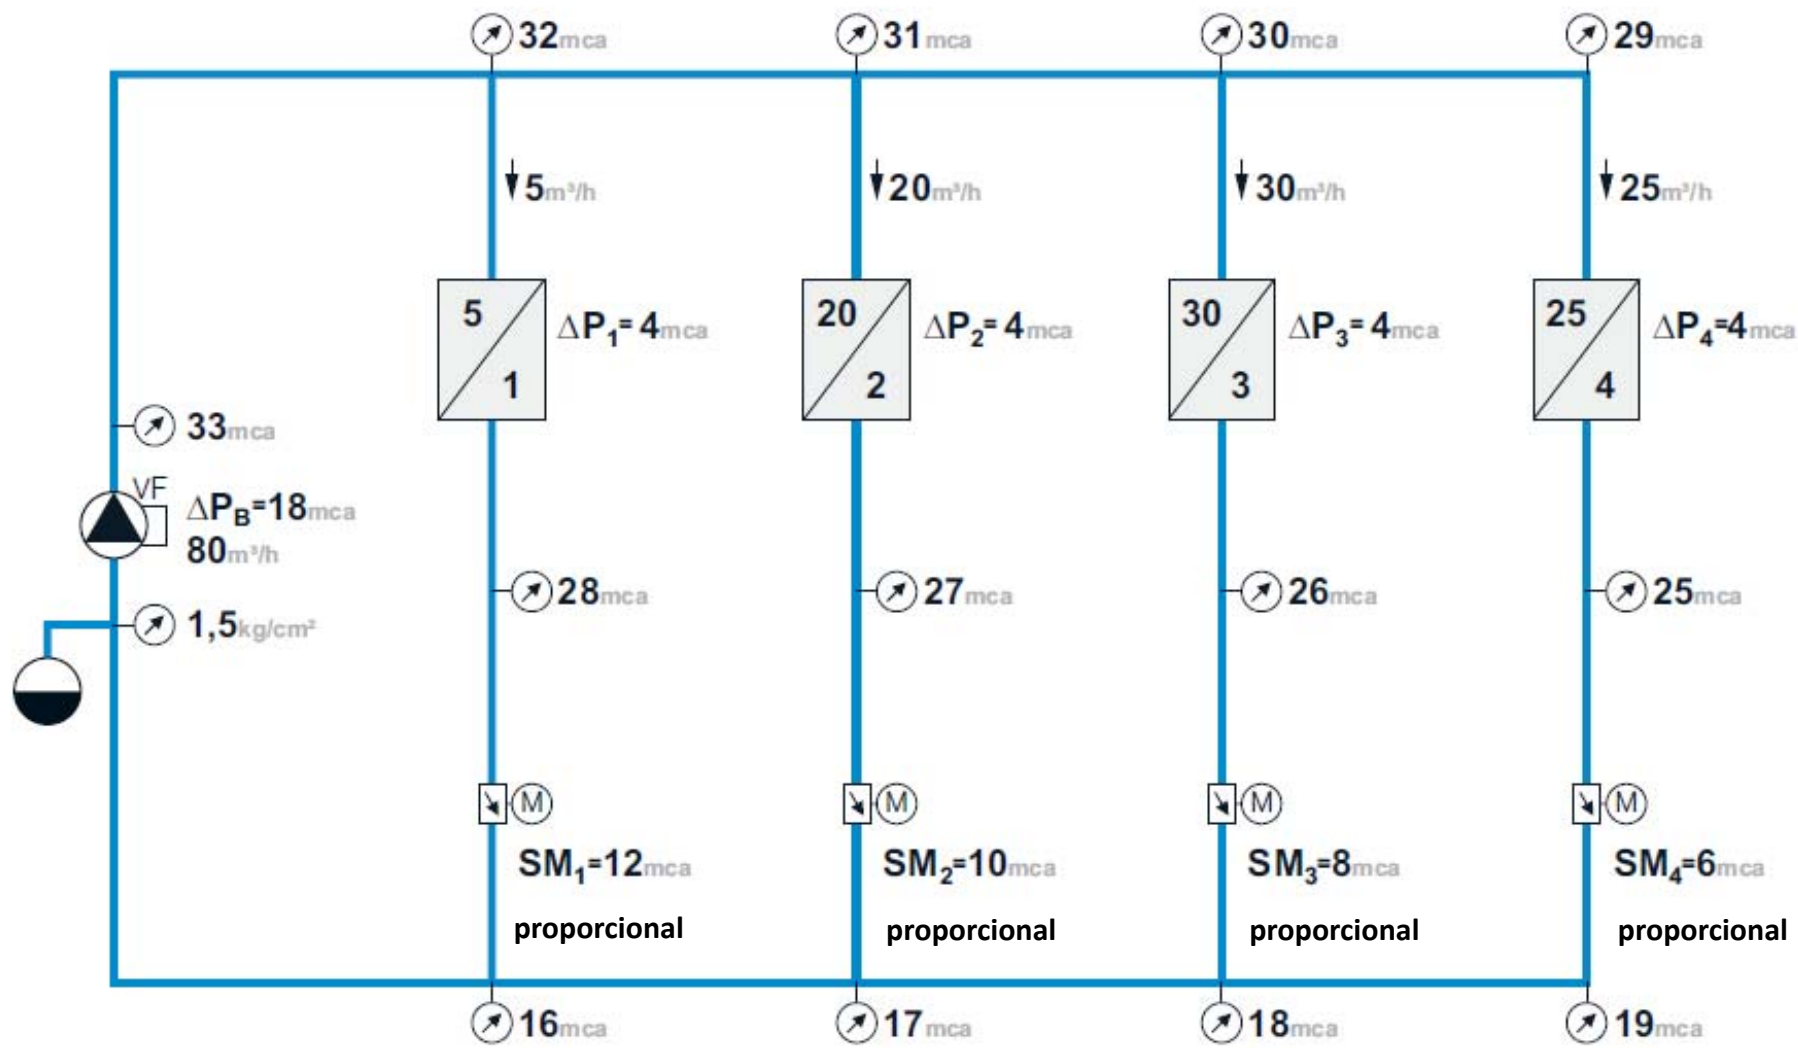 32mca
31mca
30mca
29mca
5m³/h
20m³/h
30m³/h
25m³/h
5
1
ΔP₁= 4mca
20
2
ΔP₂= 4mca
30
3
ΔP₃= 4mca
25
4
ΔP₄=4mca
33mca
VF
ΔPB=18mca
80m³/h
1,5kg/cm²
28mca
27mca
26mca
25mca
M
M
M
M
SM₁=12mca
SM₂=10mca
SM₃=8mca
SM₄=6mca
proporcional
proporcional
proporcional
proporcional
16mca
17mca
18mca
19mca